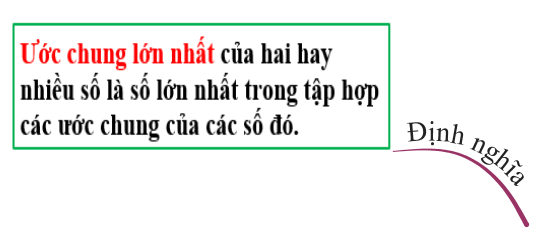 Ước chung lớn nhất của hai hay
nhiều số là số lớn nhất trong tập hợp
các ước chung của các số đó.
Định nghĩa